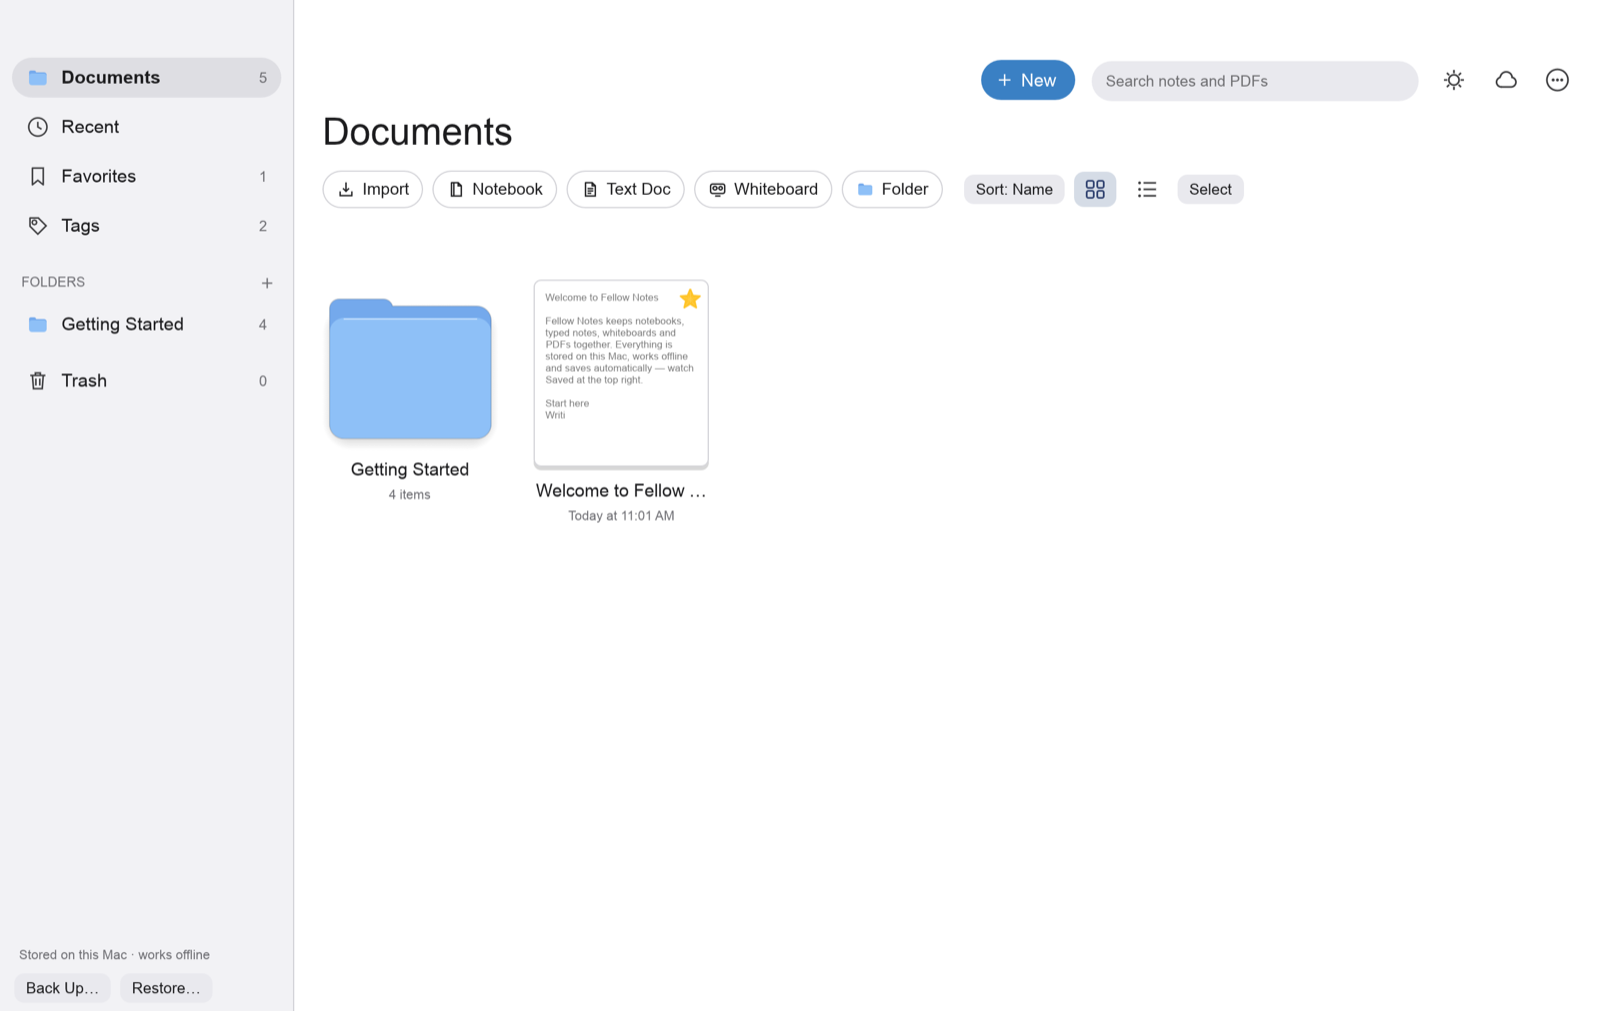 Documents 5
Recent
Favorites 1
Tags 2
FOLDERS +
Getting Started 4
Trash 0
Stored on this Mac · works offline
Back Up… Restore…
+ New Search notes and PDFs
Documents
Import Notebook Text Doc Whiteboard Folder Sort: Name Select
Getting Started
4 items
Welcome to Fellow Notes
Fellow Notes keeps notebooks,
typed notes, whiteboards and
PDFs together. Everything is
stored on this Mac, works offline
and saves automatically — watch
Saved at the top right.
Start here
Writi
Welcome to Fellow …
Today at 11:01 AM